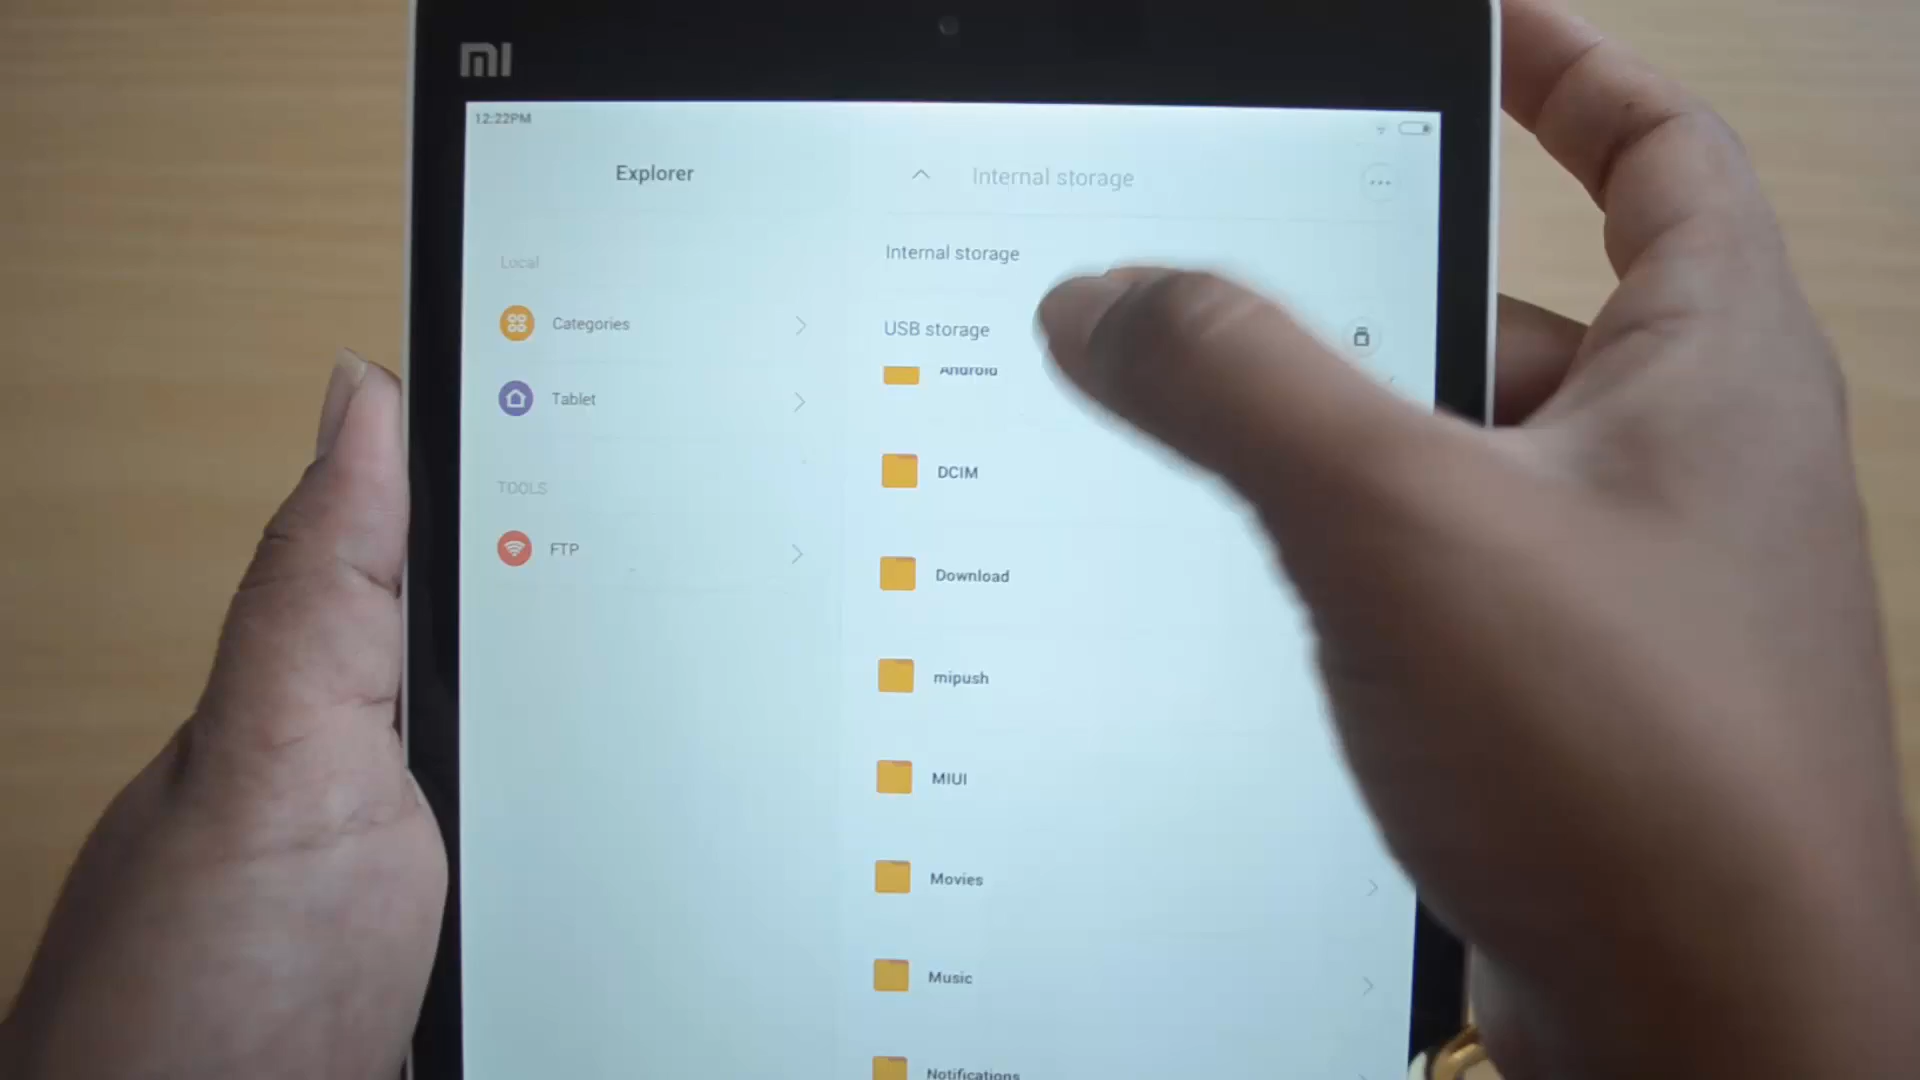 mi
12:22PM
Explorer
Internal storage
Local
Internal storage
Categories
USB storage
Tablet
Android
DCIM
TOOLS
FTP
Download
mipush
MIUI
Movies
Music
Notifications